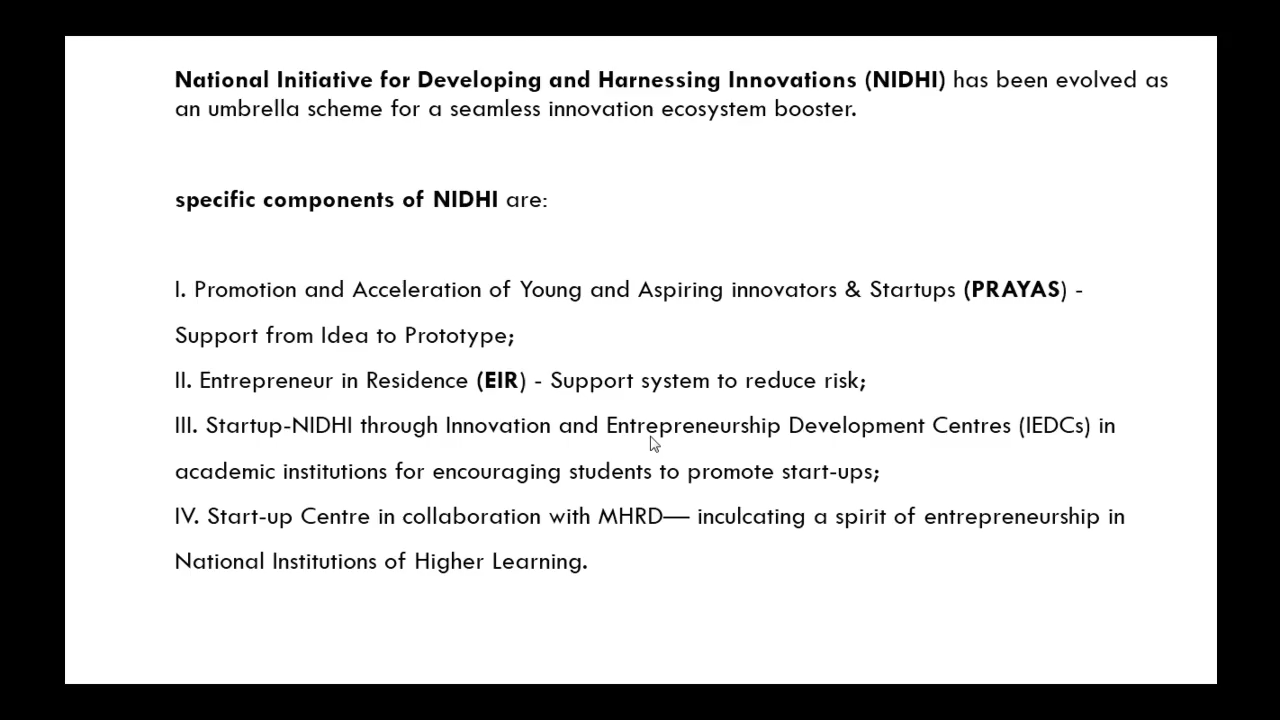 National Initiative for Developing and Harnessing Innovations (NIDHI) has been evolved as
an umbrella scheme for a seamless innovation ecosystem booster.
specific components of NIDHI are:
I. Promotion and Acceleration of Young and Aspiring innovators & Startups (PRAYAS) -
Support from Idea to Prototype;
II. Entrepreneur in Residence (EIR) - Support system to reduce risk;
III. Startup-NIDHI through Innovation and Entrepreneurship Development Centres (IEDCs) in
academic institutions for encouraging students to promote start-ups;
IV. Start-up Centre in collaboration with MHRD— inculcating a spirit of entrepreneurship in
National Institutions of Higher Learning.